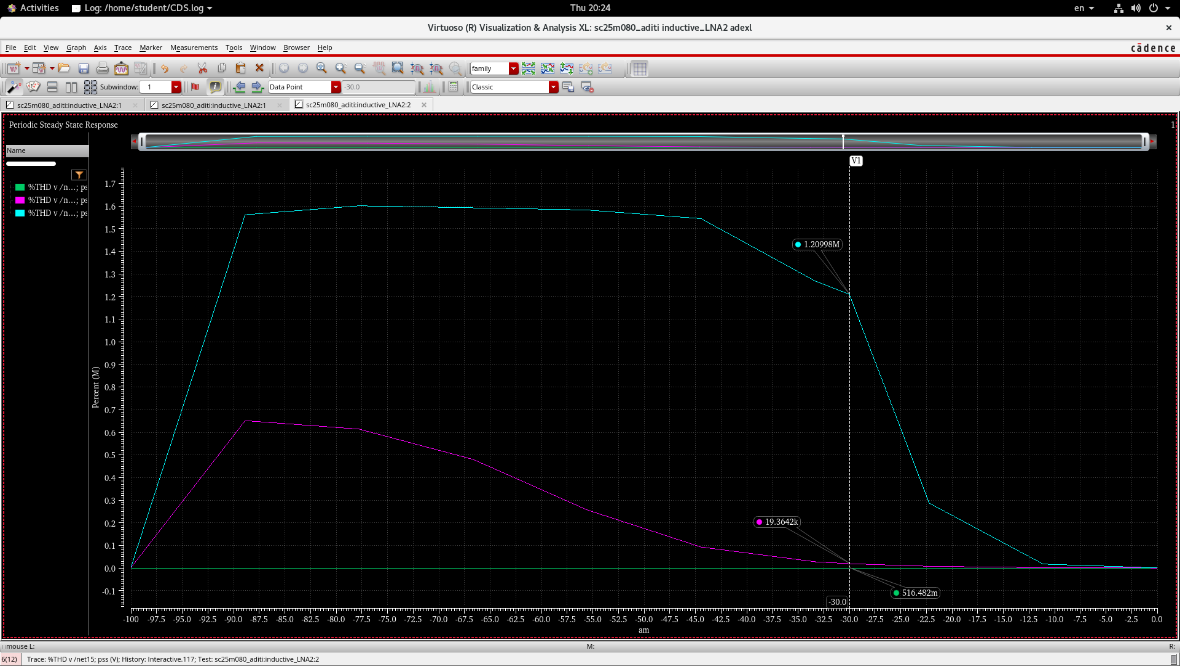 Activities Log: /home/student/CDS.log Thu 20:24 en
Virtuoso (R) Visualization & Analysis XL: sc25m080_aditi inductive_LNA2 adexl ×
File Edit View Graph Axis Trace Marker Measurements Tools Window Browser Help cādence
family
Subwindow: 1 Data Point -30.0 Classic
sc25m080_aditi:inductive_LNA2:1 sc25m080_aditi:inductive_LNA2:1 sc25m080_aditi:inductive_LNA2:2
Periodic Steady State Response 1
Name
V1
%THD v /n...; ps
%THD v /n...; ps
%THD v /n...; ps
1.7
1.6
1.5
1.4
1.20998M
1.3
1.2
1.1
1.0
0.9
0.8
Percent (M)
0.7
0.6
0.5
0.4
0.3
0.2
19.3642k
0.1
0.0
-0.1
516.482m
-30.0
-100 -97.5 -95.0 -92.5 -90.0 -87.5 -85.0 -82.5 -80.0 -77.5 -75.0 -72.5 -70.0 -67.5 -65.0 -62.5 -60.0 -57.5 -55.0 -52.5 -50.0 -47.5 -45.0 -42.5 -40.0 -37.5 -35.0 -32.5 -30.0 -27.5 -25.0 -22.5 -20.0 -17.5 -15.0 -12.5 -10.0 -7.5 -5.0 -2.5 0.0
am
mouse L: M: R:
6(12) Trace: %THD v /net15; pss (V); History: Interactive.117; Test: sc25m080_aditi:inductive_LNA2:2